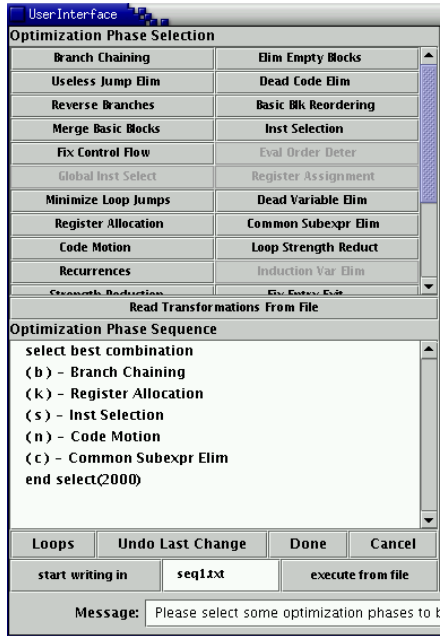 UserInterface
Optimization Phase Selection
Branch Chaining Elim Empty Blocks
Useless Jump Elim Dead Code Elim
Reverse Branches Basic Blk Reordering
Merge Basic Blocks Inst Selection
Fix Control Flow Eval Order Deter
Global Inst Select Register Assignment
Minimize Loop Jumps Dead Variable Elim
Register Allocation Common Subexpr Elim
Code Motion Loop Strength Reduct
Recurrences Induction Var Elim
Strength Reduction Fix Entry Exit
Read Transformations From File
Optimization Phase Sequence
select best combination
(b) - Branch Chaining
(k) - Register Allocation
(s) - Inst Selection
(n) - Code Motion
(c) - Common Subexpr Elim
end select(2000)
Loops Undo Last Change Done Cancel
start writing in seq1.txt execute from file
Message: Please select some optimization phases to b